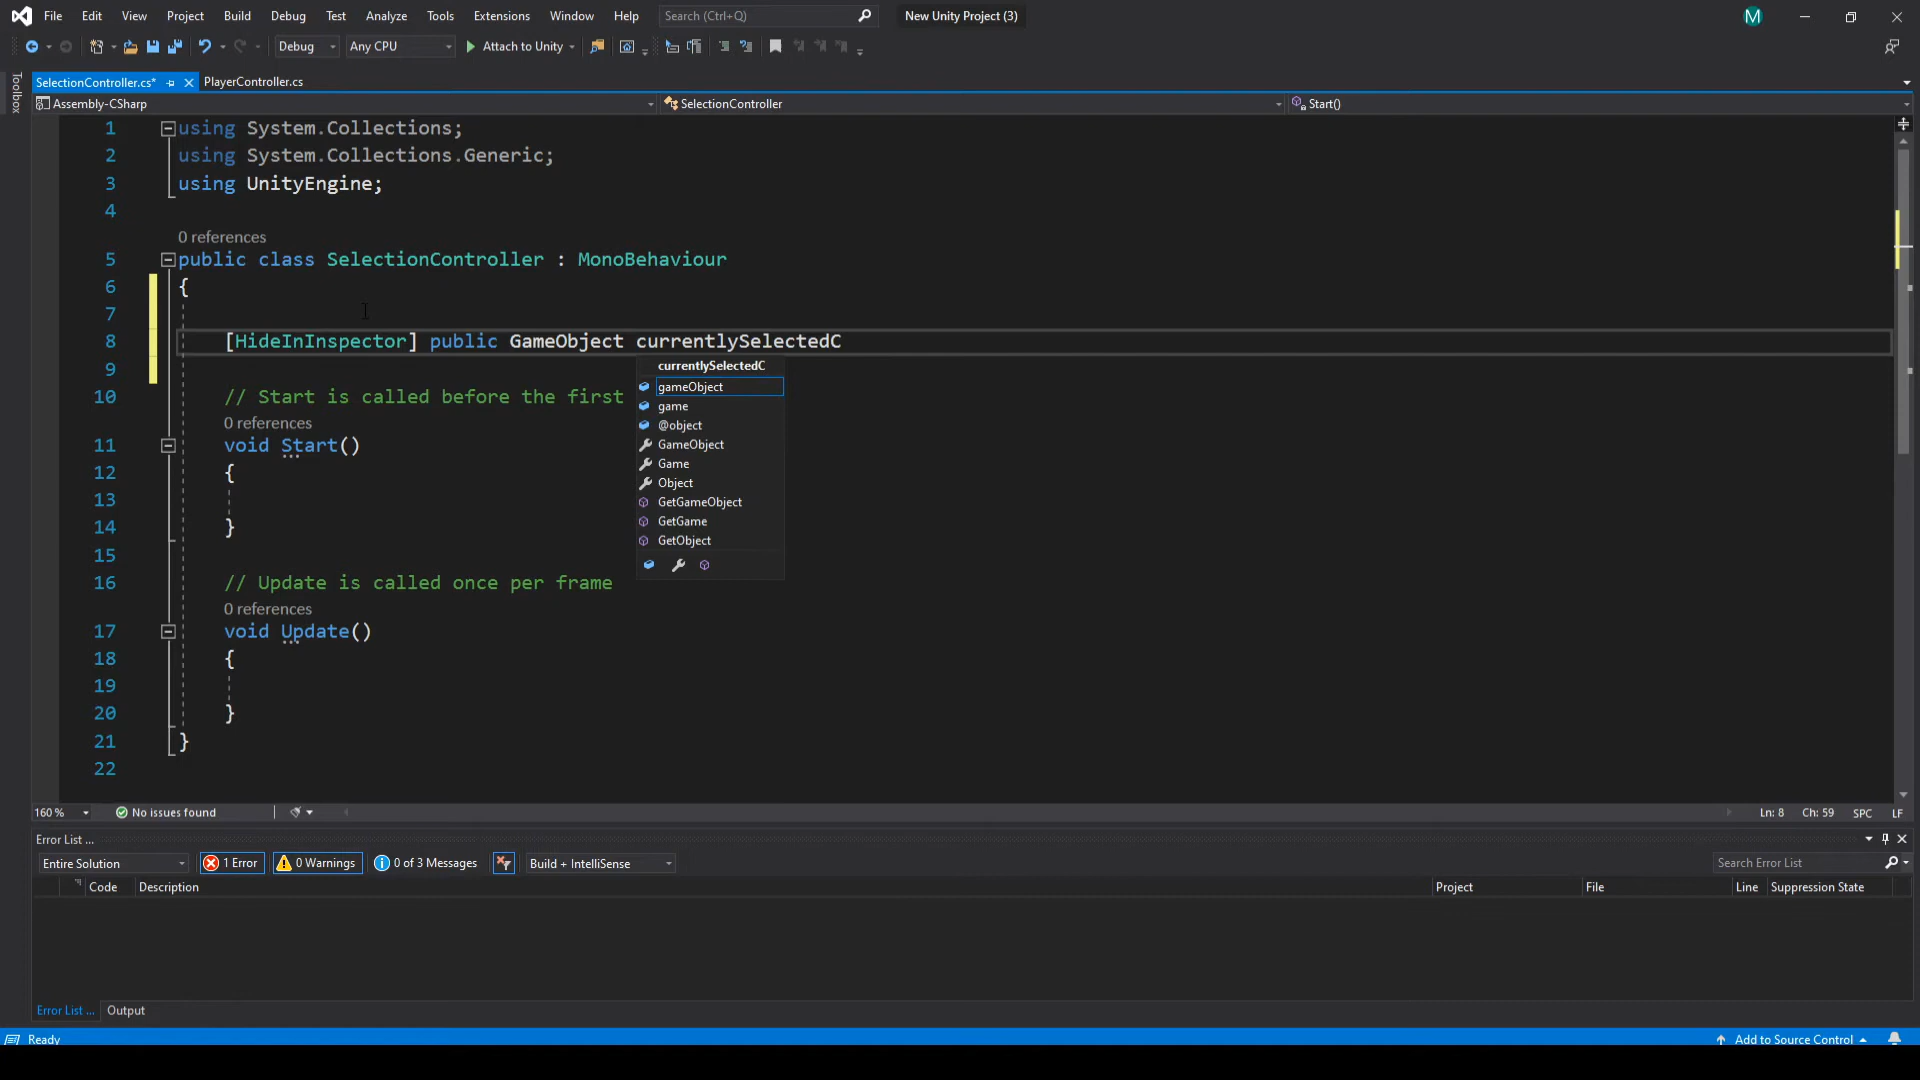 File Edit View Project Build Debug Test Analyze Tools Extensions Window Help Search (Ctrl+Q) New Unity Project (3) M
Debug Any CPU Attach to Unity
Toolbox
SelectionController.cs* PlayerController.cs
Assembly-CSharp SelectionController Start()
1 using System.Collections;
2 using System.Collections.Generic;
3 using UnityEngine;
4
0 references
5 public class SelectionController : MonoBehaviour
6 {
7
8 [HideInInspector] public GameObject currentlySelectedC
currentlySelectedC
9
gameObject
10 // Start is called before the first
game
0 references
@object
11 void Start()
GameObject
Game
12 {
Object
13
GetGameObject
14 }
GetGame
GetObject
15
16 // Update is called once per frame
0 references
17 void Update()
18 {
19
20 }
21 }
22
160 % No issues found Ln: 8 Ch: 59 SPC LF
Error List ...
Entire Solution 1 Error 0 Warnings 0 of 3 Messages Build + IntelliSense Search Error List
Code Description Project File Line Suppression State
Error List ... Output
Ready Add to Source Control